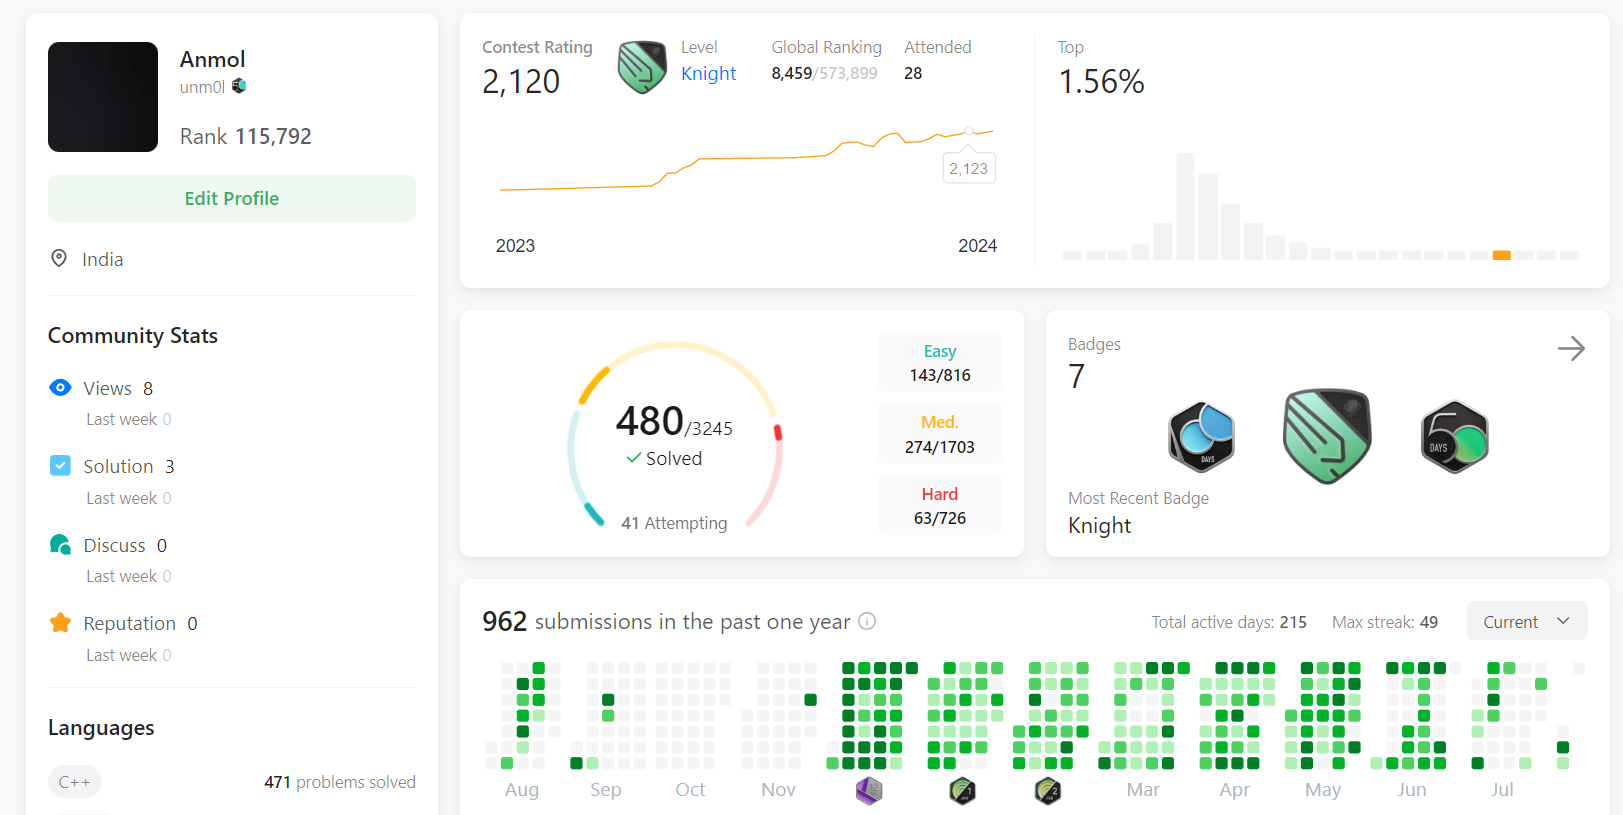 Anmol
unm0l
Rank 115,792
Edit Profile
India
Community Stats
Views 8
Last week 0
Solution 3
Last week 0
Discuss 0
Last week 0
Reputation 0
Last week 0
Languages
C++ 471 problems solved
Contest Rating
2,120
Level
Knight
Global Ranking
8,459/573,899
Attended
28
2,123
2023
2024
Top
1.56%
480/3245
Solved
41 Attempting
Easy
143/816
Med.
274/1703
Hard
63/726
Badges
7
DAYS
50
DAYS
Most Recent Badge
Knight
962 submissions in the past one year
Total active days: 215
Max streak: 49
Current
Aug Sep Oct Nov Mar Apr May Jun Jul